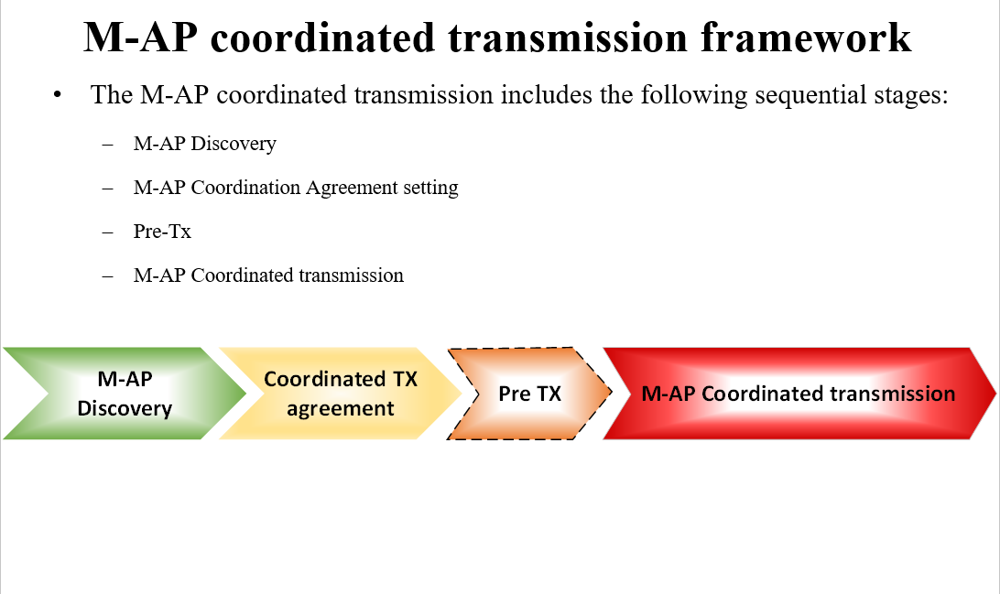 M-AP coordinated transmission framework
• The M-AP coordinated transmission includes the following sequential stages:
– M-AP Discovery
– M-AP Coordination Agreement setting
– Pre-Tx
– M-AP Coordinated transmission
M-AP
Discovery
Coordinated TX
agreement
Pre TX
M-AP Coordinated transmission